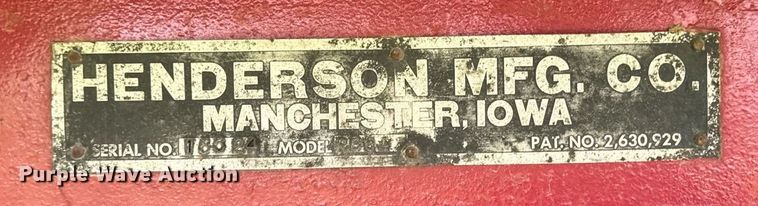 HENDERSON MFG. CO.
MANCHESTER, IOWA
SERIAL NO. MODEL PAT. NO. 2,630,929
Purple Wave Auction